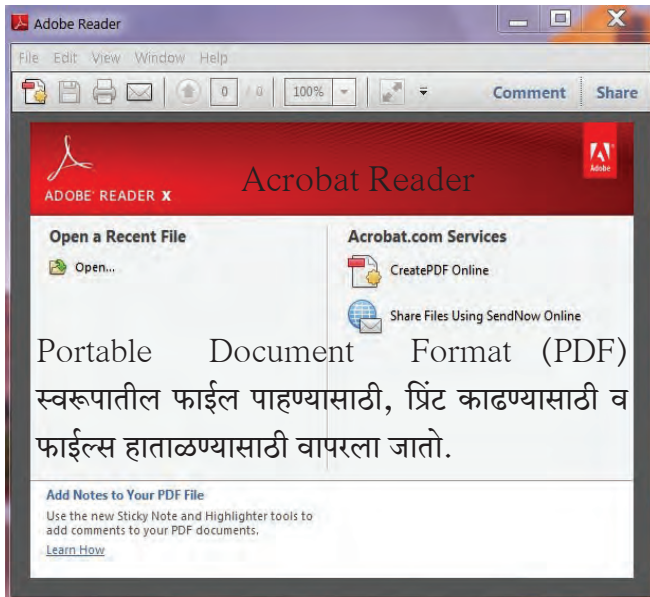 Adobe Reader
File Edit View Window Help
0 / 0 100% Comment Share
ADOBE® READER X
Acrobat Reader
Adobe
Open a Recent File
Open...
Acrobat.com Services
CreatePDF Online
Share Files Using SendNow Online
Portable Document Format (PDF)
स्वरूपातील फाईल पाहण्यासाठी, प्रिंट काढण्यासाठी व
फाईल्स हाताळण्यासाठी वापरला जातो.
Add Notes to Your PDF File
Use the new Sticky Note and Highlighter tools to
add comments to your PDF documents.
Learn How